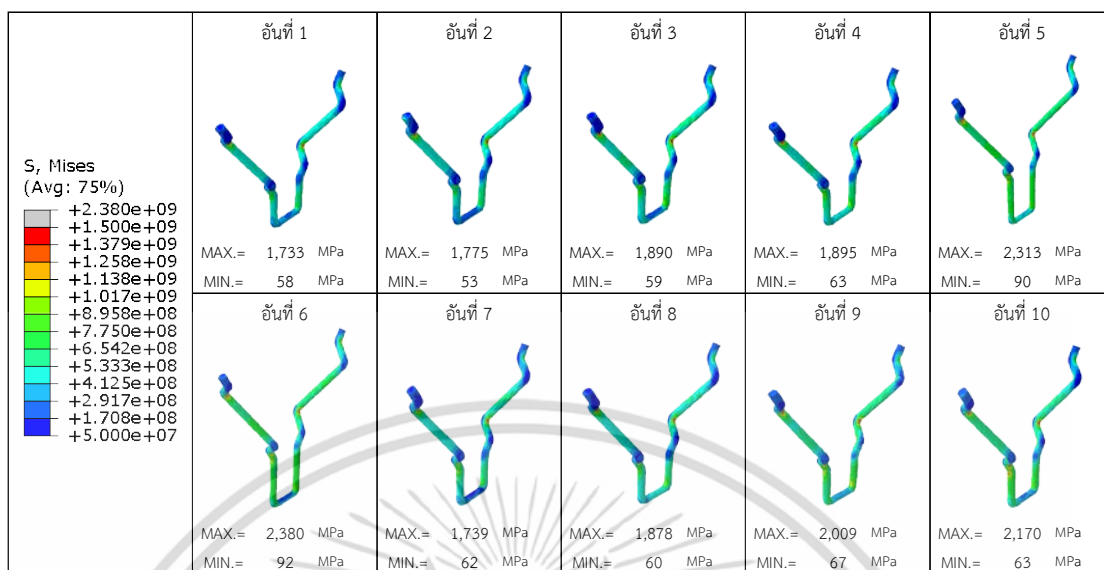 อันที่ 1
อันที่ 2
อันที่ 3
อันที่ 4
อันที่ 5
S, Mises
(Avg: 75%)
+2.380e+09
+1.500e+09
+1.379e+09
+1.258e+09
+1.138e+09
+1.017e+09
+8.958e+08
+7.750e+08
+6.542e+08
+5.333e+08
+4.125e+08
+2.917e+08
+1.708e+08
+5.000e+07
MAX.= 1,733 MPa
MIN.= 58 MPa
MAX.= 1,775 MPa
MIN.= 53 MPa
MAX.= 1,890 MPa
MIN.= 59 MPa
MAX.= 1,895 MPa
MIN.= 63 MPa
MAX.= 2,313 MPa
MIN.= 90 MPa
อันที่ 6
อันที่ 7
อันที่ 8
อันที่ 9
อันที่ 10
MAX.= 2,380 MPa
MIN.= 92 MPa
MAX.= 1,739 MPa
MIN.= 62 MPa
MAX.= 1,878 MPa
MIN.= 60 MPa
MAX.= 2,009 MPa
MIN.= 67 MPa
MAX.= 2,170 MPa
MIN.= 63 MPa